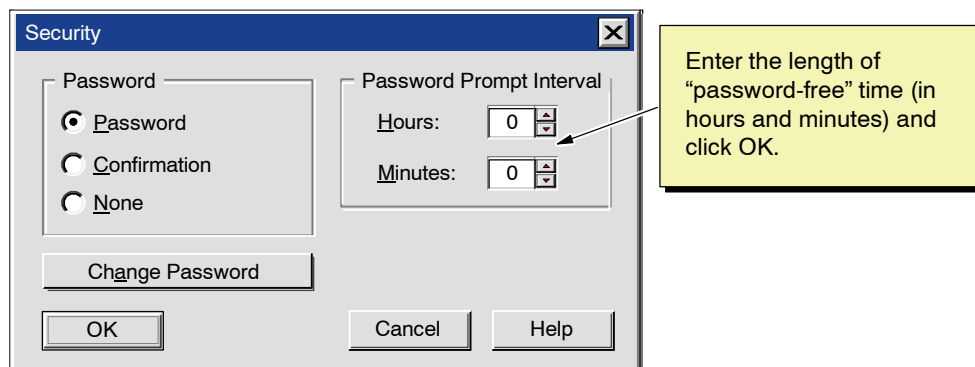 Security
Password
Password
Confirmation
None
Change Password
Password Prompt Interval
Hours: 0
Minutes: 0
OK
Cancel
Help
Enter the length of
“password-free” time (in
hours and minutes) and
click OK.